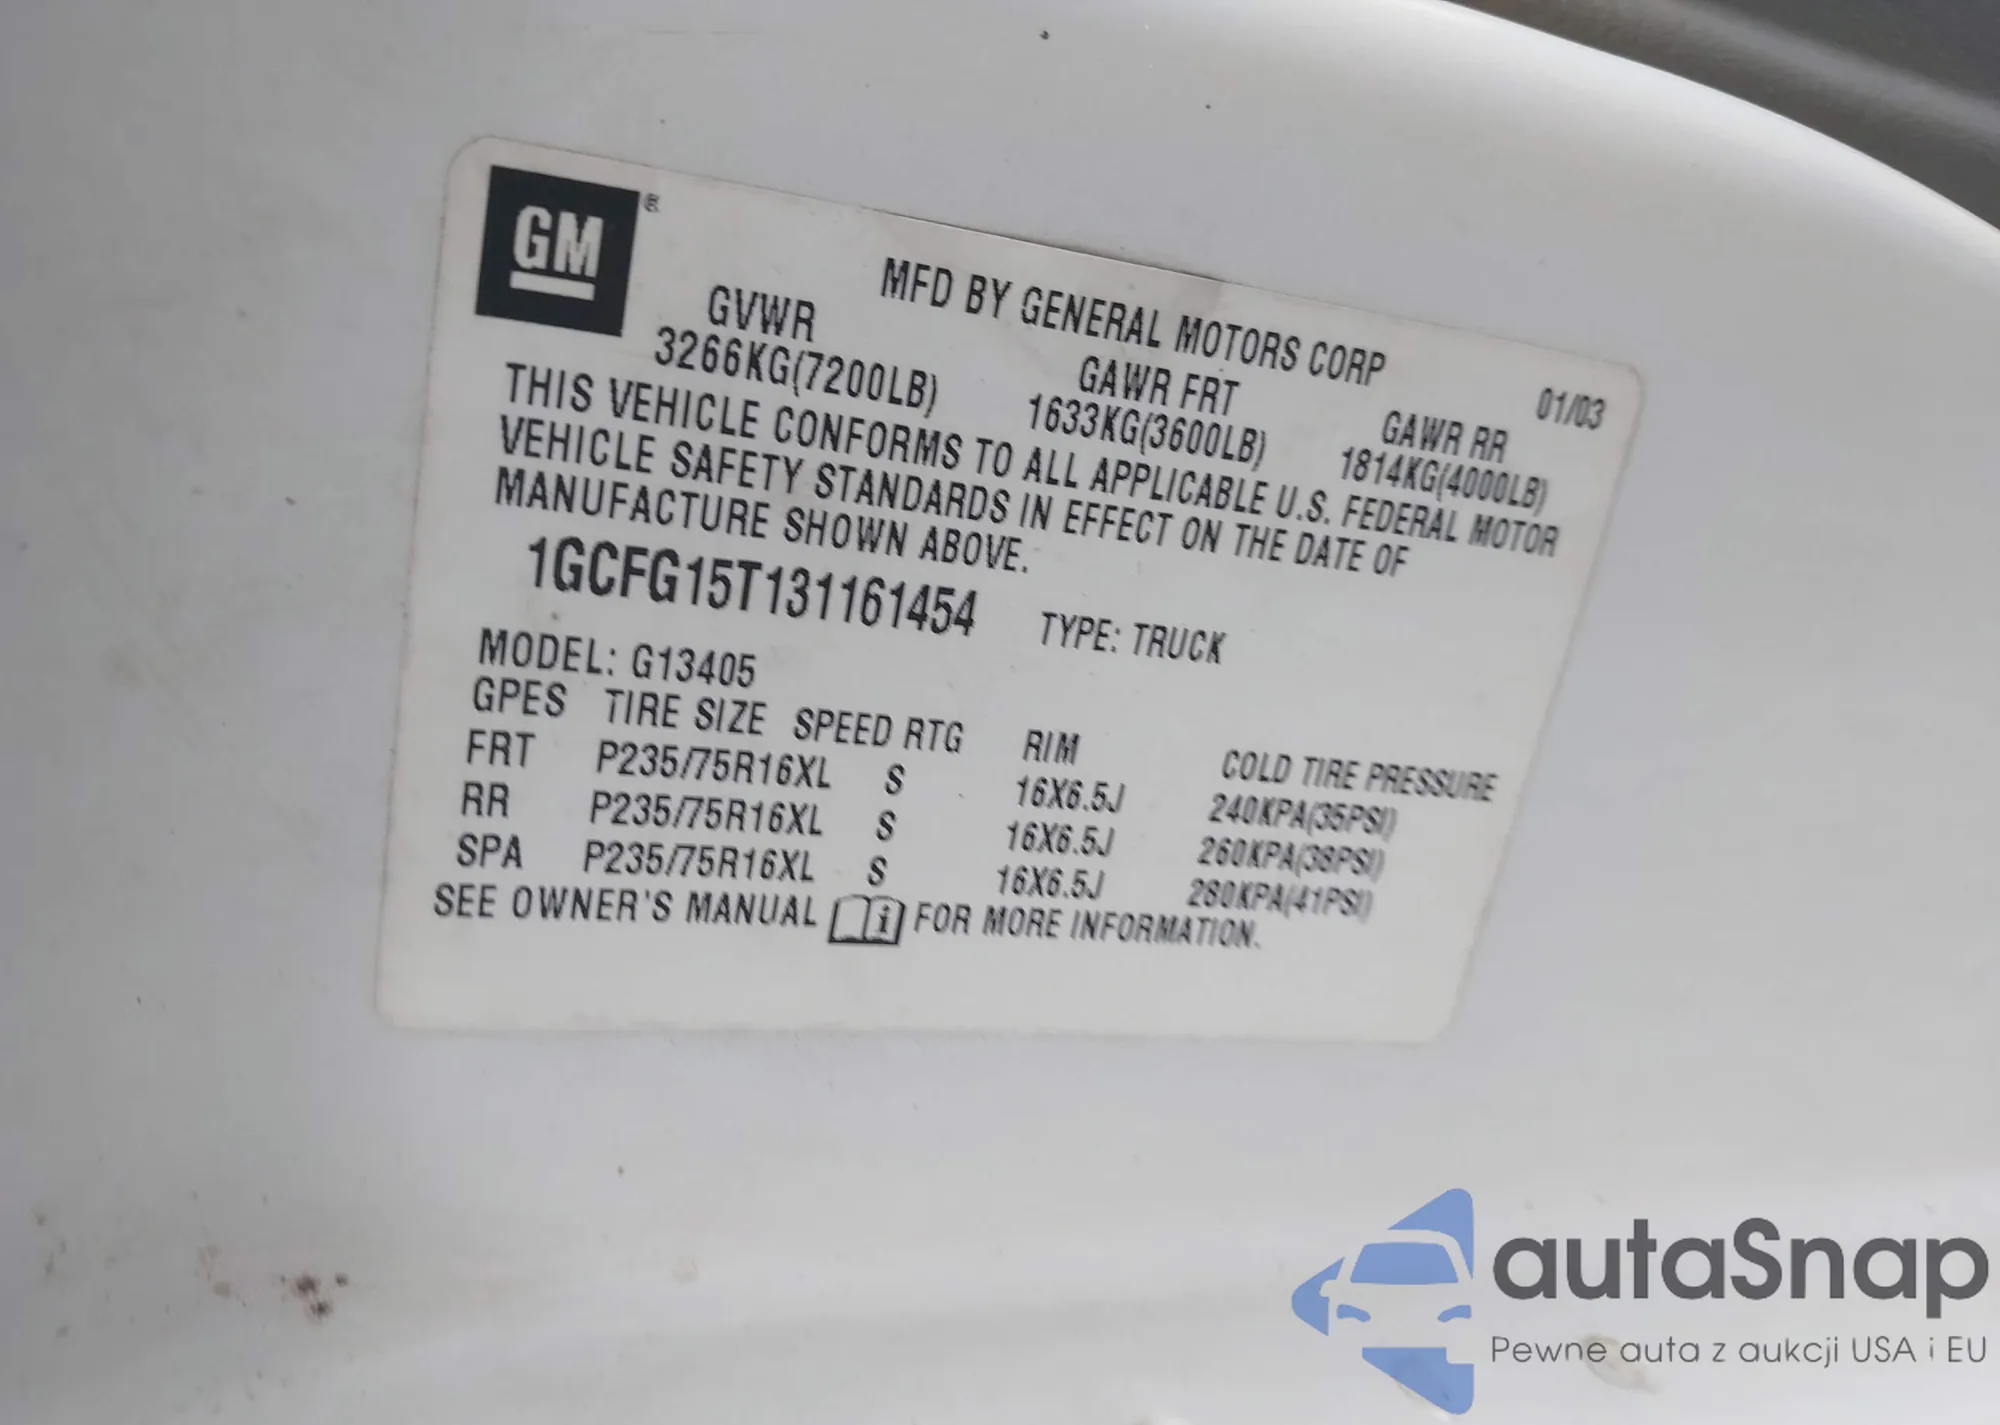 GM®
MFD BY GENERAL MOTORS CORP 01/03
GVWR GAWR FRT GAWR RR
3266KG(7200LB) 1633KG(3600LB) 1814KG(4000LB)
THIS VEHICLE CONFORMS TO ALL APPLICABLE U.S. FEDERAL MOTOR
VEHICLE SAFETY STANDARDS IN EFFECT ON THE DATE OF
MANUFACTURE SHOWN ABOVE.
1GCFG15T131161454 TYPE: TRUCK
MODEL: G13405
GPES TIRE SIZE SPEED RTG RIM COLD TIRE PRESSURE
FRT P235/75R16XL S 16X6.5J 240KPA(35PSI)
RR P235/75R16XL S 16X6.5J 260KPA(38PSI)
SPA P235/75R16XL S 16X6.5J 280KPA(41PSI)
SEE OWNER'S MANUAL i FOR MORE INFORMATION.
autaSnap
Pewne auta z aukcji USA i EU